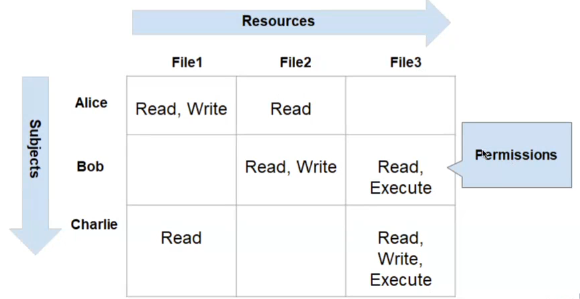 Resources
File1 File2 File3
Subjects
Alice
Read, Write
Read
Bob
Read, Write
Read,
Execute
Permissions
Charlie
Read
Read,
Write,
Execute